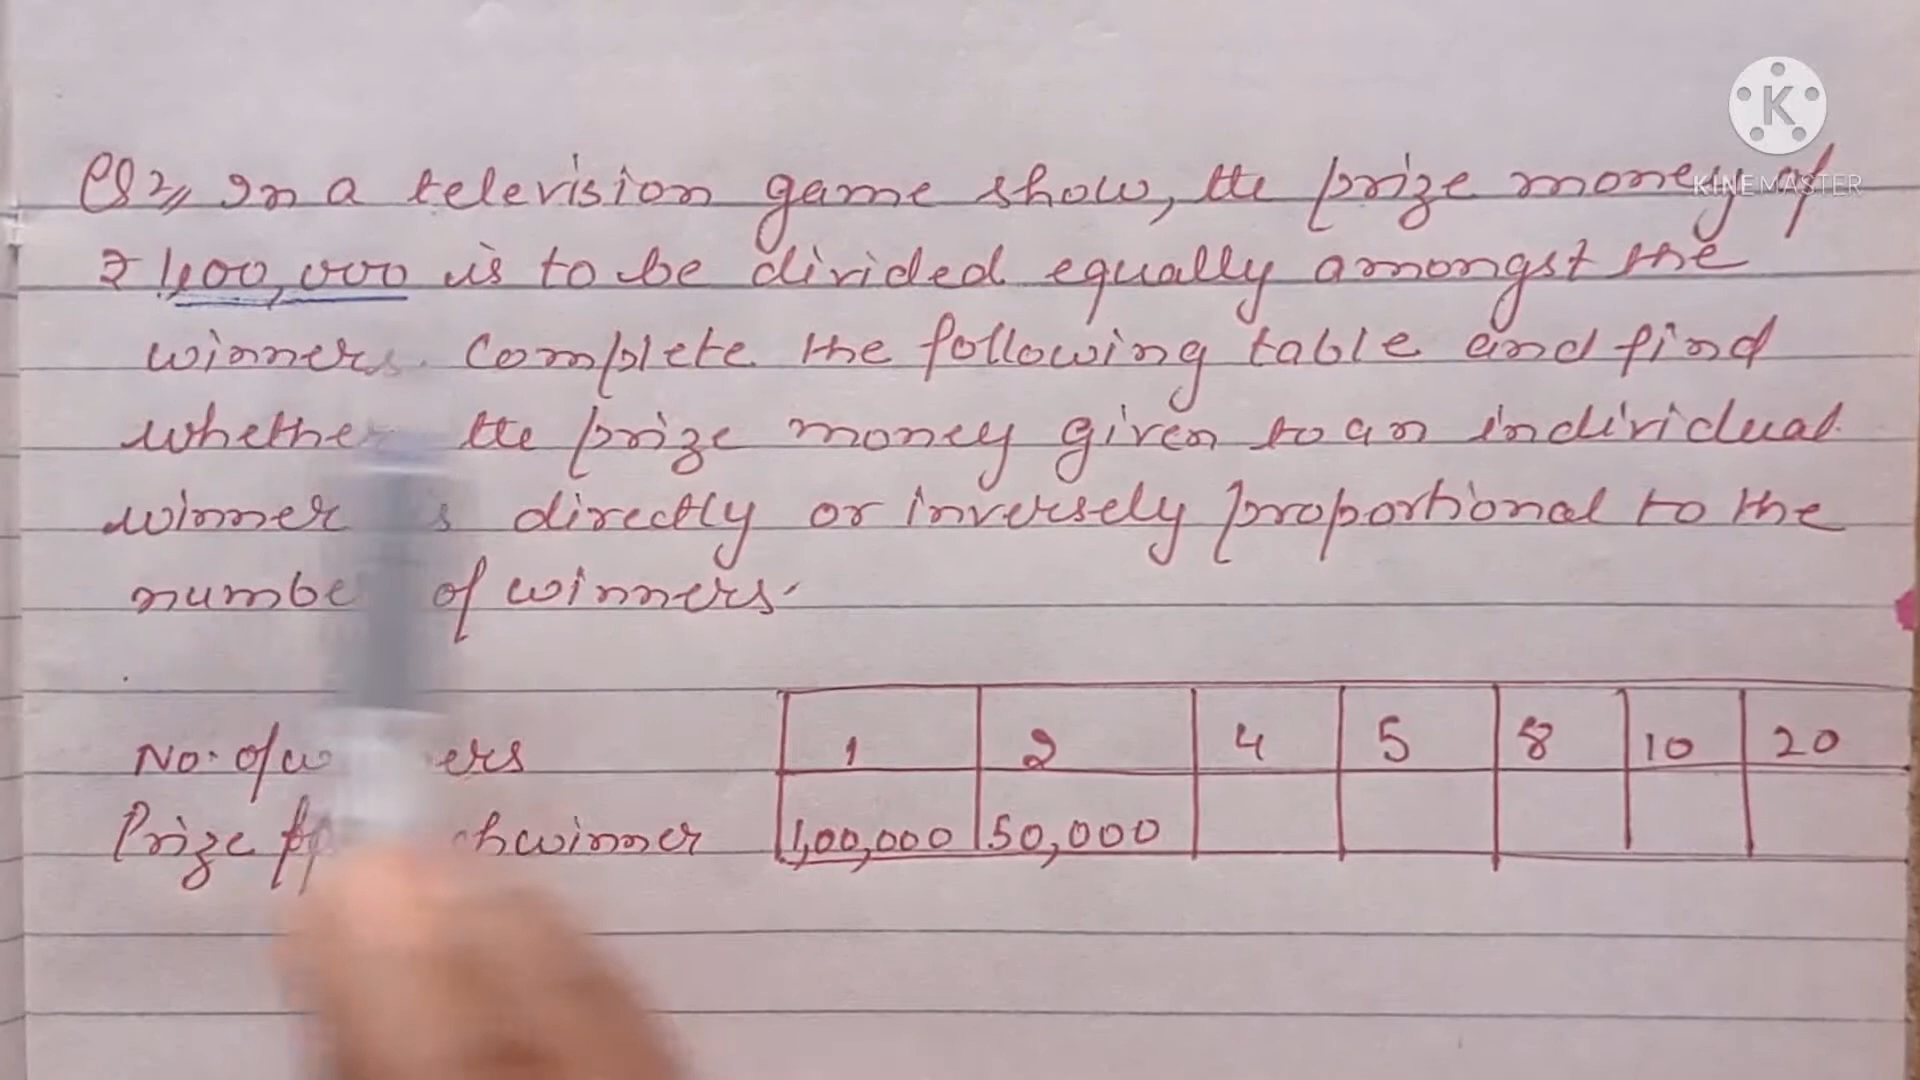 Q2, In a television game show, the prize money of
₹ 1,00,000 is to be divided equally amongst the
winners. Complete the following table and find
whether the prize money given to an individual
winner is directly or inversely proportional to the
number of winners.
No. of winners 1 2 4 5 8 10 20
Prize winner 1,00,000 50,000
K
KINEMASTER